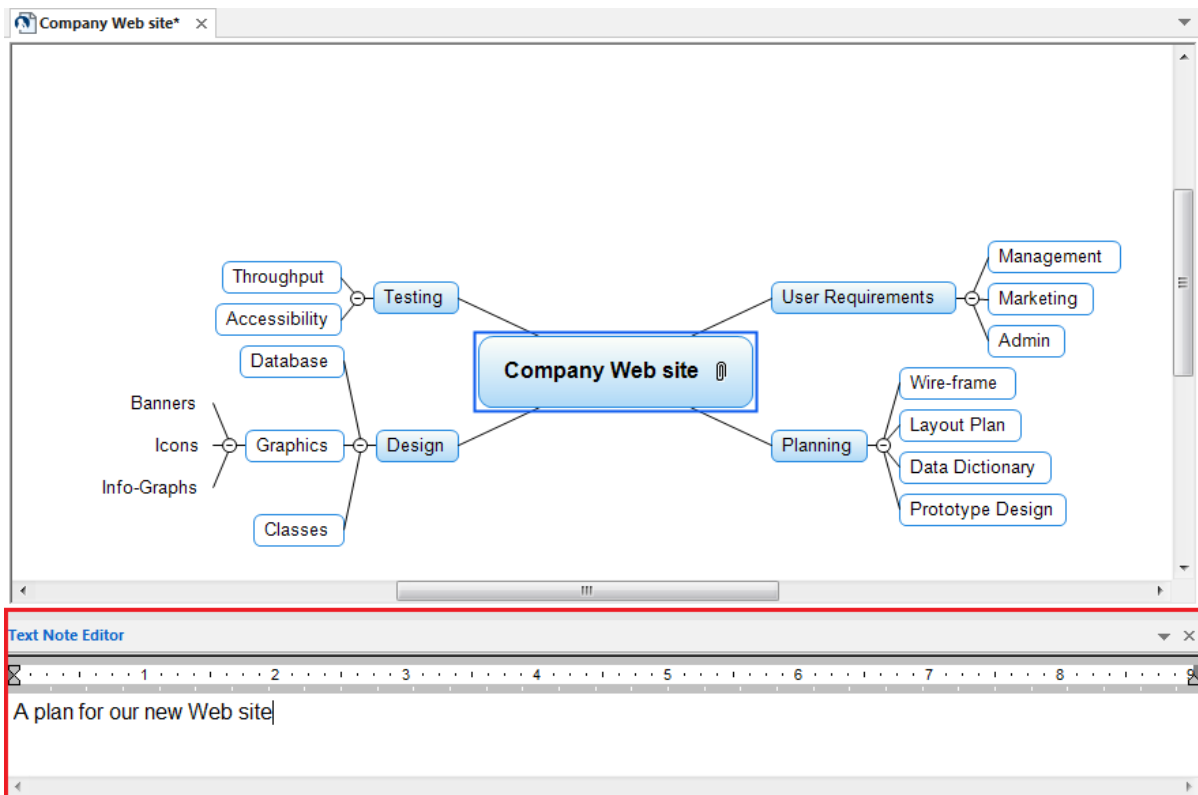 Company Web site*
Management
Throughput
Testing
User Requirements
Marketing
Accessibility
Admin
Database
Company Web site
Wire-frame
Banners
Layout Plan
Icons
Graphics
Design
Planning
Data Dictionary
Info-Graphs
Prototype Design
Classes
Text Note Editor
1 2 3 4 5 6 7 8 9
A plan for our new Web site